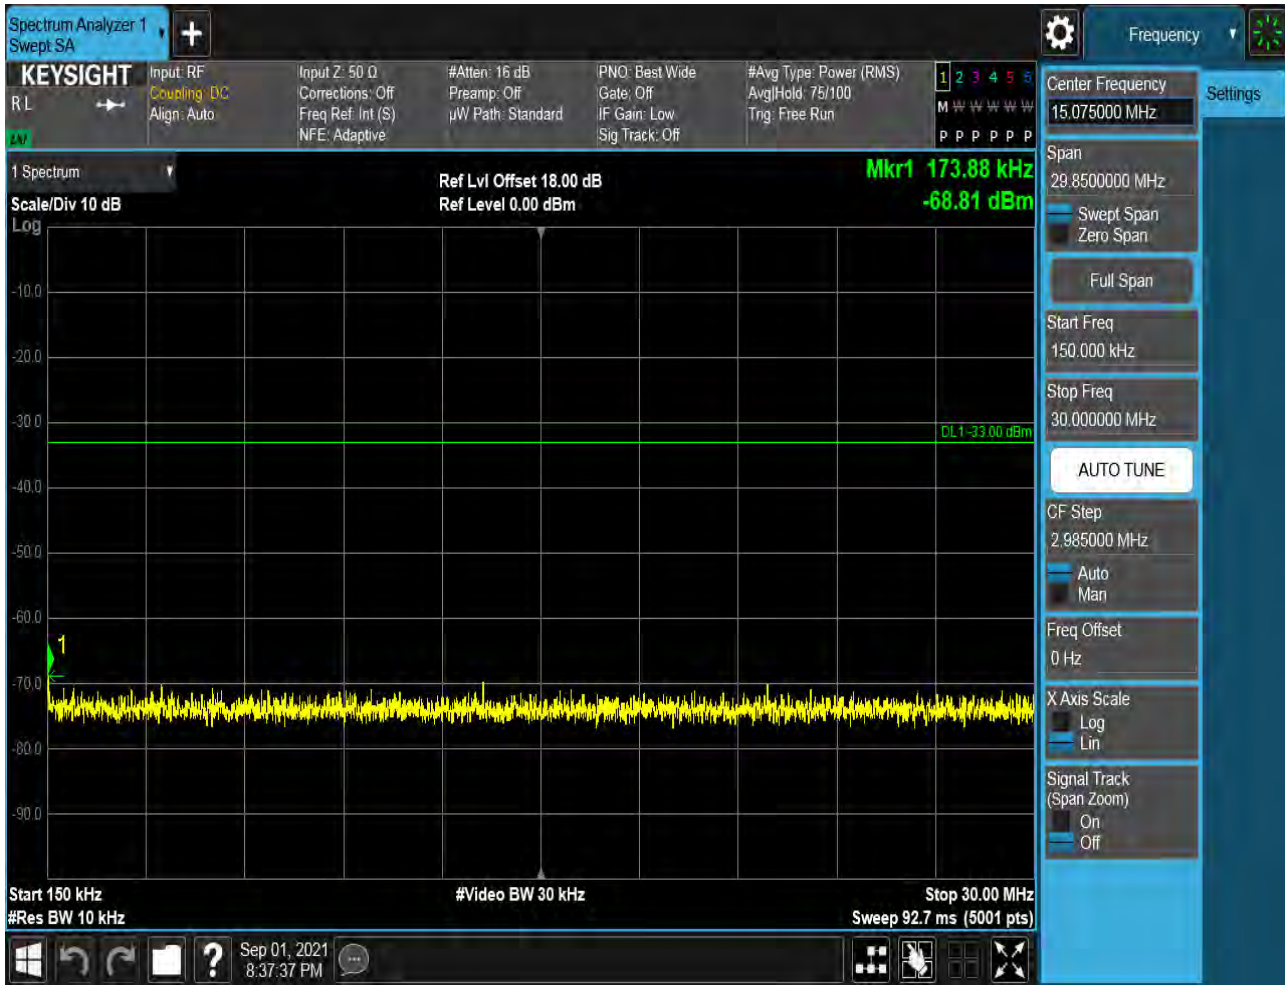 Spectrum Analyzer 1
Swept SA
Frequency
KEYSIGHT
R L
LNI
Input: RF
Coupling: DC
Align: Auto
Input Z: 50 Ω
Corrections: Off
Freq Ref: Int (S)
NFE: Adaptive
#Atten: 16 dB
Preamp: Off
µW Path: Standard
PNO: Best Wide
Gate: Off
IF Gain: Low
Sig Track: Off
#Avg Type: Power (RMS)
Avg|Hold: 75/100
Trig: Free Run
1 2 3 4 5 6
M W W W W W
P P P P P P
1 Spectrum
Scale/Div 10 dB
Log
Ref Lvl Offset 18.00 dB
Ref Level 0.00 dBm
Mkr1 173.88 kHz
-68.81 dBm
-10.0
-20.0
-30.0
DL1 -33.00 dBm
-40.0
-50.0
-60.0
1
-70.0
-80.0
-90.0
Start 150 kHz
#Res BW 10 kHz
#Video BW 30 kHz
Stop 30.00 MHz
Sweep 92.7 ms (5001 pts)
Center Frequency
15.075000 MHz
Settings
Span
29.8500000 MHz
Swept Span
Zero Span
Full Span
Start Freq
150.000 kHz
Stop Freq
30.000000 MHz
AUTO TUNE
CF Step
2.985000 MHz
Auto
Man
Freq Offset
0 Hz
X Axis Scale
Log
Lin
Signal Track
(Span Zoom)
On
Off
?
Sep 01, 2021
8:37:37 PM